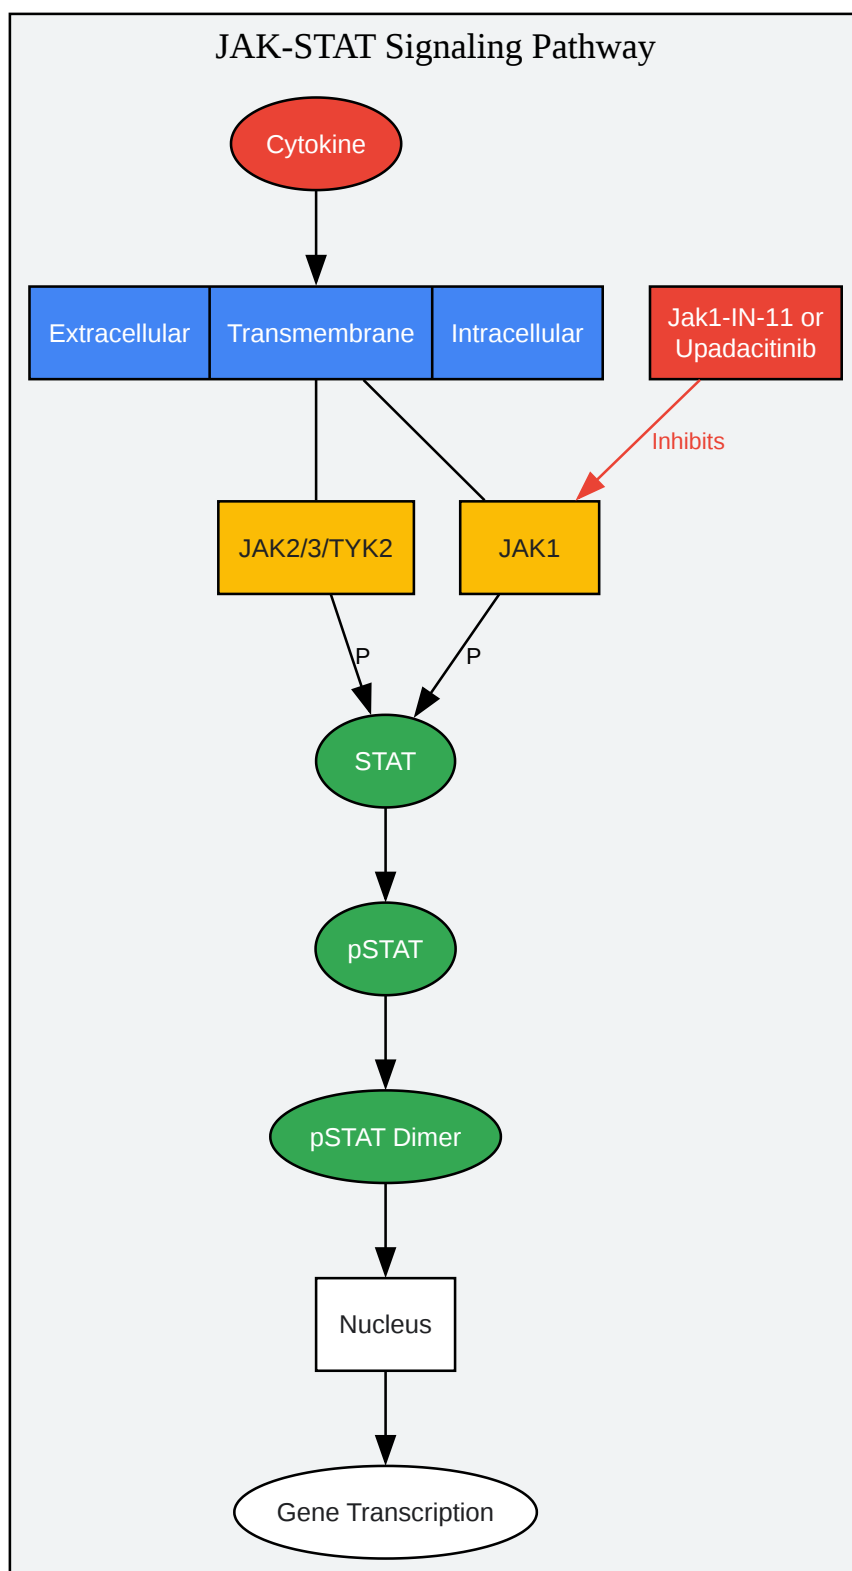 JAK-STAT Signaling Pathway
Cytokine
Extracellular
Transmembrane
Intracellular
Jak1-IN-11 or
Upadacitinib
Inhibits
JAK2/3/TYK2
JAK1
P
P
STAT
pSTAT
pSTAT Dimer
Nucleus
Gene Transcription